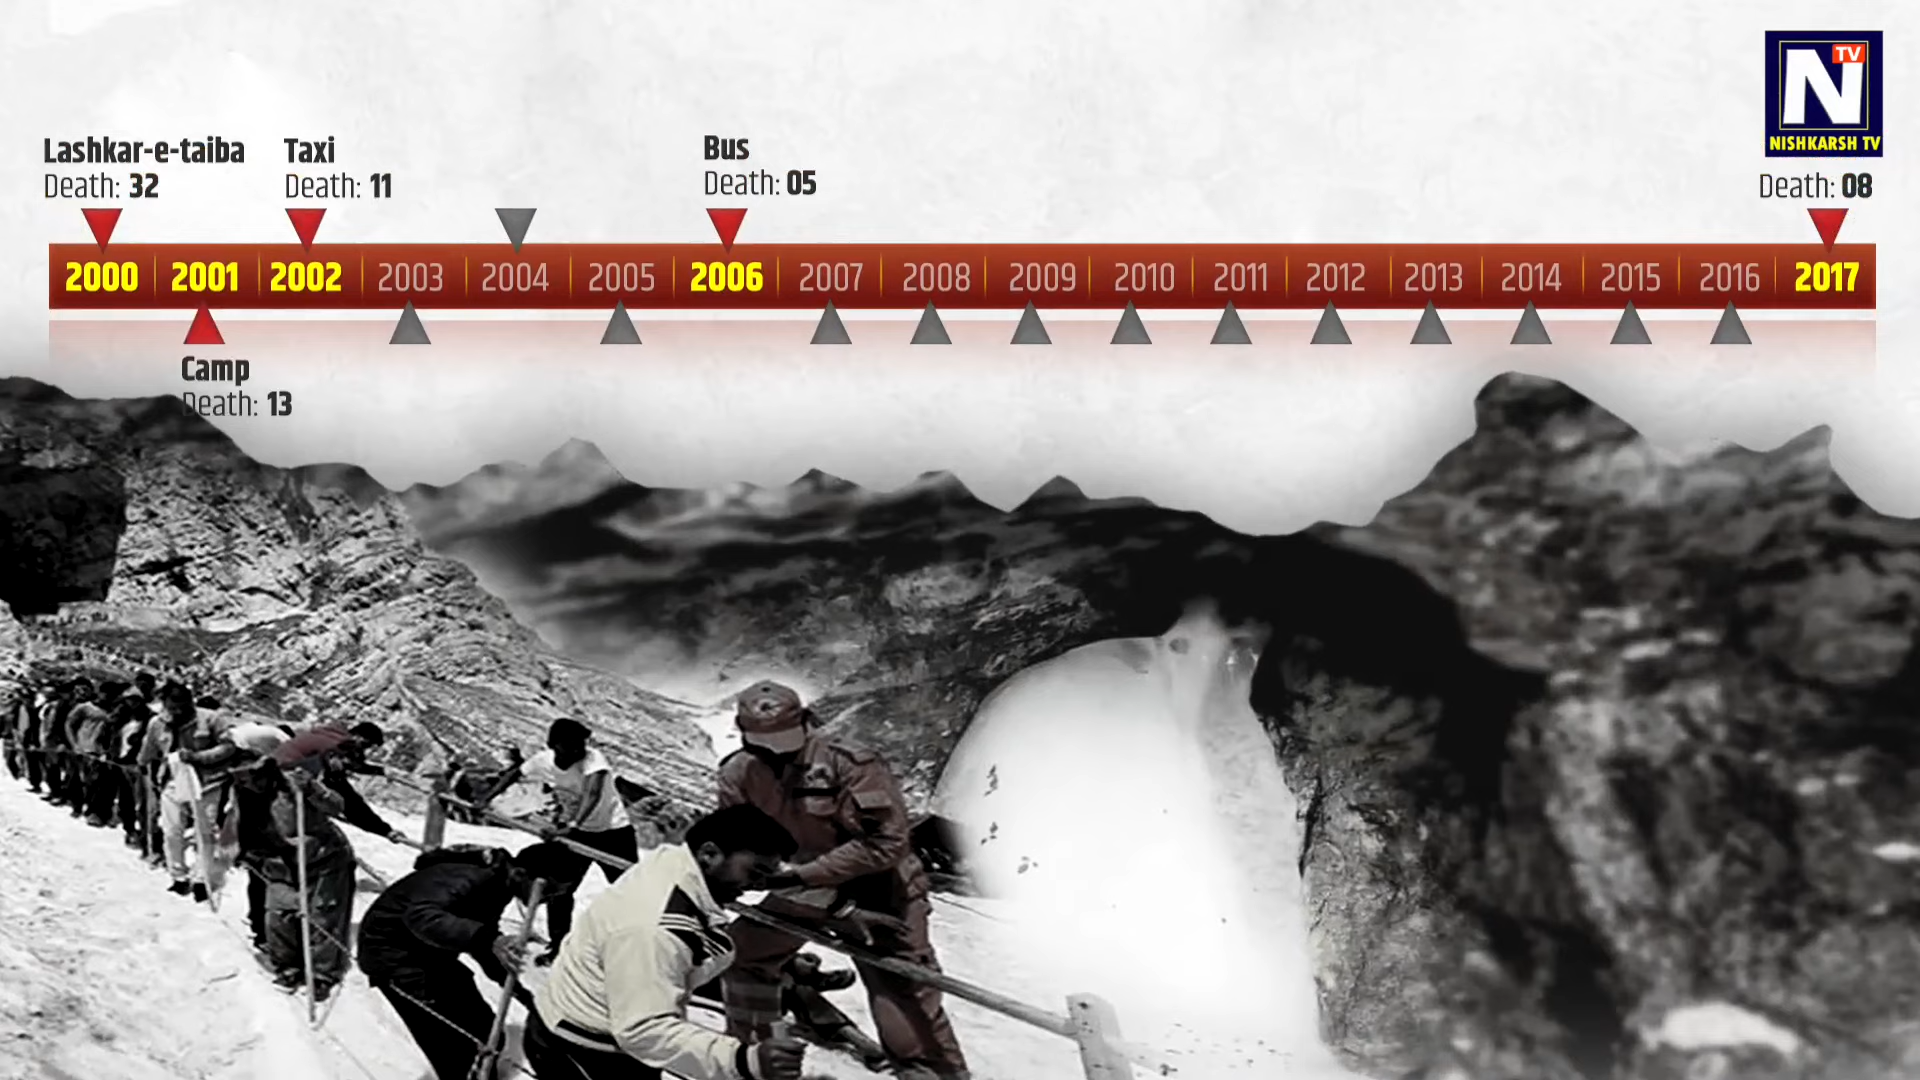 TV
N
NISHKARSH TV
Lashkar-e-taiba
Death: 32
Taxi
Death: 11
Bus
Death: 05
Death: 08
2000 2001 2002 2003 2004 2005 2006 2007 2008 2009 2010 2011 2012 2013 2014 2015 2016 2017
Camp
Death: 13